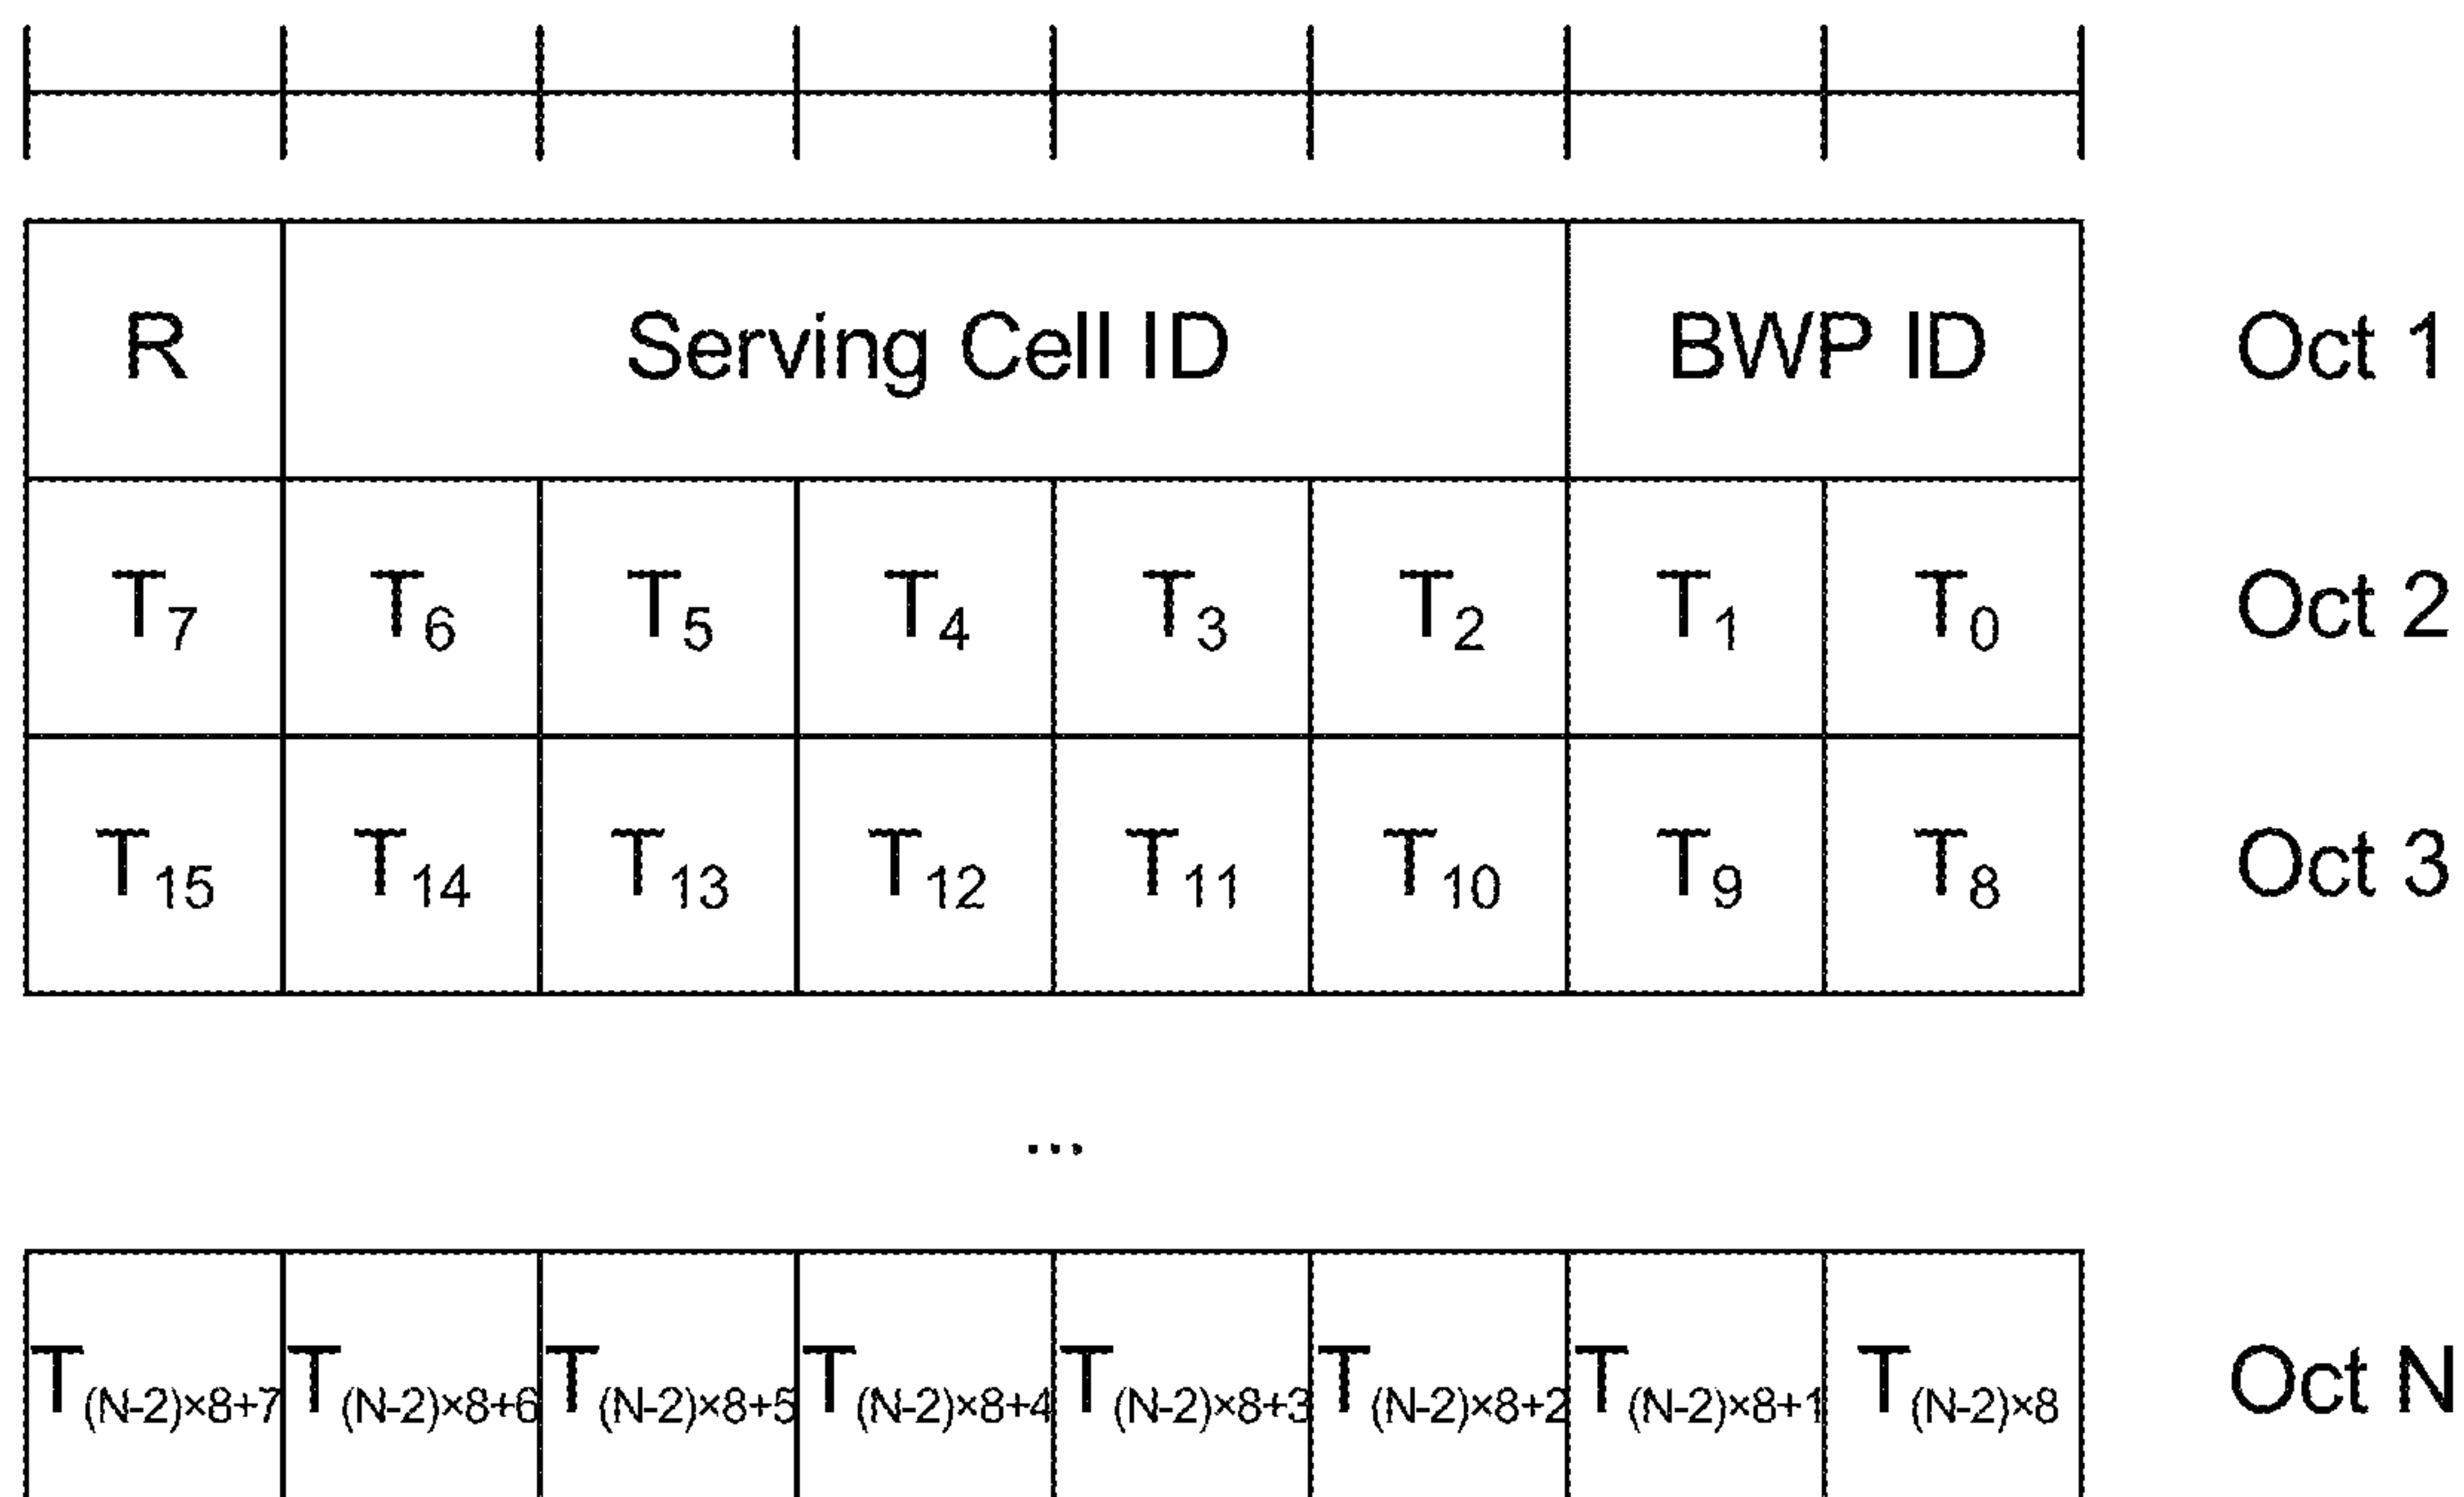 R Serving Cell ID BWP ID Oct 1
T7 T6 T5 T4 T3 T2 T1 T0 Oct 2
T15 T14 T13 T12 T11 T10 T9 T8 Oct 3
...
T(N-2)×8+7 T(N-2)×8+6 T(N-2)×8+5 T(N-2)×8+4 T(N-2)×8+3 T(N-2)×8+2 T(N-2)×8+1 T(N-2)×8 Oct N